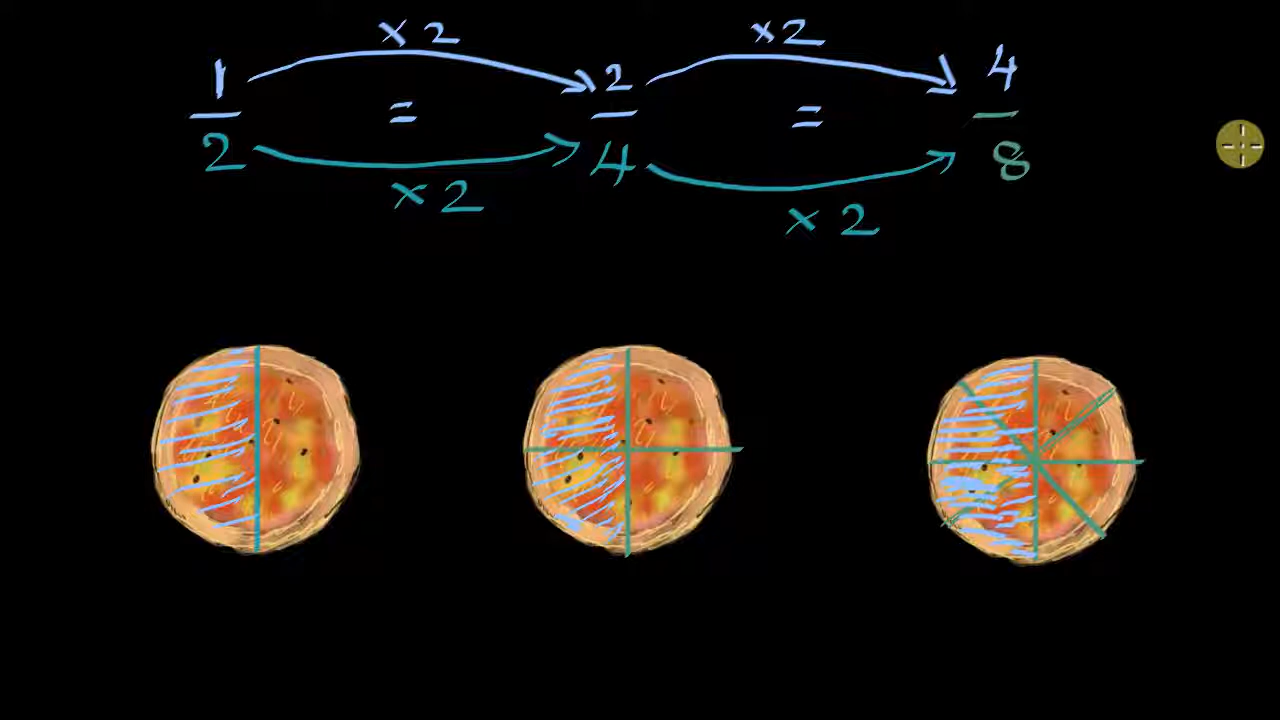 ×2 ×2
1/2 = 2/4 = 4/8
×2 ×2